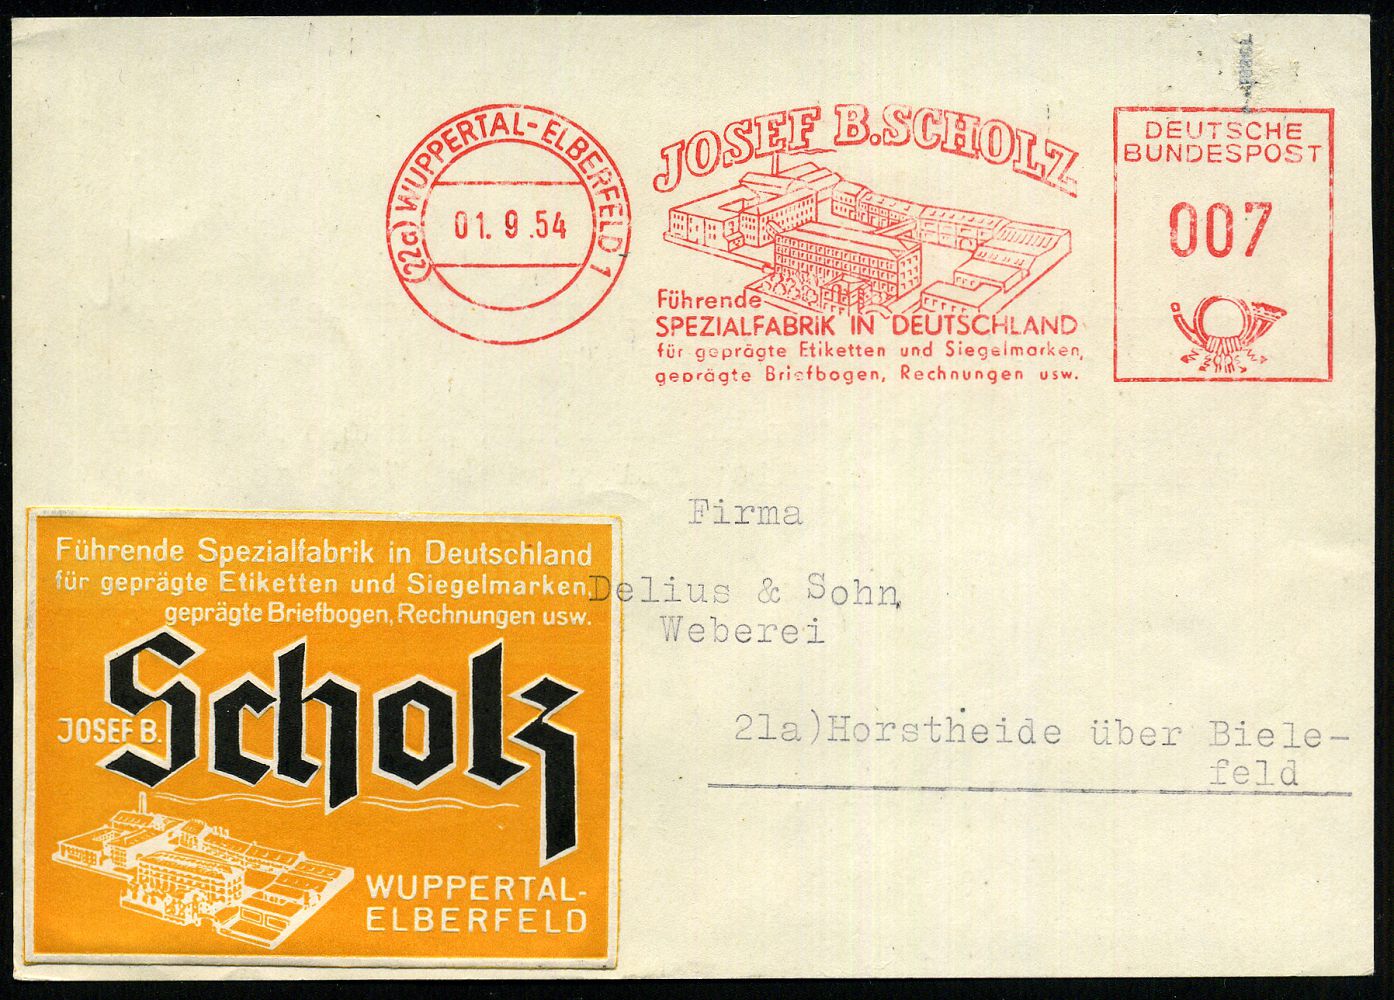 (22a) WUPPERTAL-ELBERFELD 1
01. 9.54
JOSEF B. SCHOLZ
Führende
SPEZIALFABRIK IN DEUTSCHLAND
für geprägte Etiketten und Siegelmarken,
geprägte Briefbogen, Rechnungen usw.
DEUTSCHE
BUNDESPOST
007
Firma
Delius & Sohn,
Weberei
21a)Horstheide über Biele-
feld
Führende Spezialfabrik in Deutschland
für geprägte Etiketten und Siegelmarken,
geprägte Briefbogen, Rechnungen usw.
JOSEF B.
Scholz
WUPPERTAL-
ELBERFELD